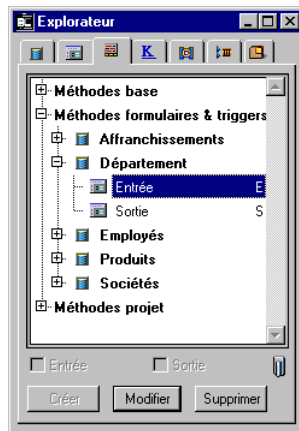 Explorateur
K
Méthodes base
Méthodes formulaires & triggers
Affranchissements
Département
Entrée E
Sortie S
Employés
Produits
Sociétés
Méthodes projet
Entrée Sortie
Créer Modifier Supprimer